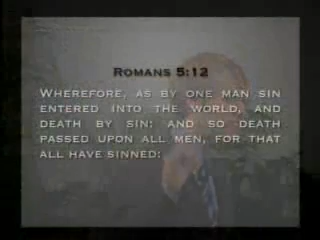 Romans 5:12
Wherefore, as by one man sin
entered into the world, and
death by sin; and so death
passed upon all men, for that
all have sinned: